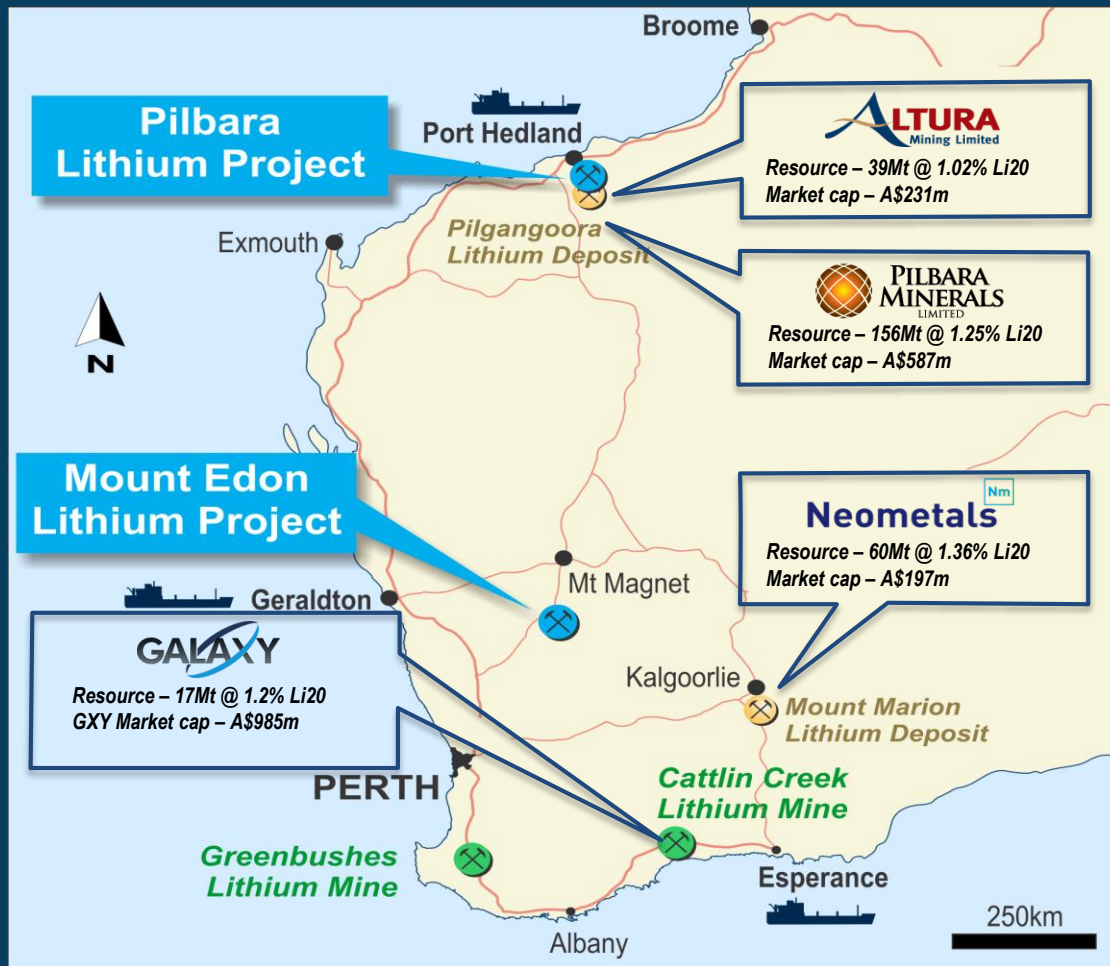 Broome
Pilbara
Lithium Project
Port Hedland
ALTURA
Mining Limited
Resource – 39Mt @ 1.02% Li20
Market cap – A$231m
Pilgangoora
Lithium Deposit
Exmouth
PILBARA
MINERALS
LIMITED
Resource – 156Mt @ 1.25% Li20
Market cap – A$587m
N
Mount Edon
Lithium Project
Neometals
Nm
Resource – 60Mt @ 1.36% Li20
Market cap – A$197m
Mt Magnet
Geraldton
GALAXY
Resource – 17Mt @ 1.2% Li20
GXY Market cap – A$985m
Kalgoorlie
Mount Marion
Lithium Deposit
PERTH
Cattlin Creek
Lithium Mine
Greenbushes
Lithium Mine
Esperance
Albany
250km